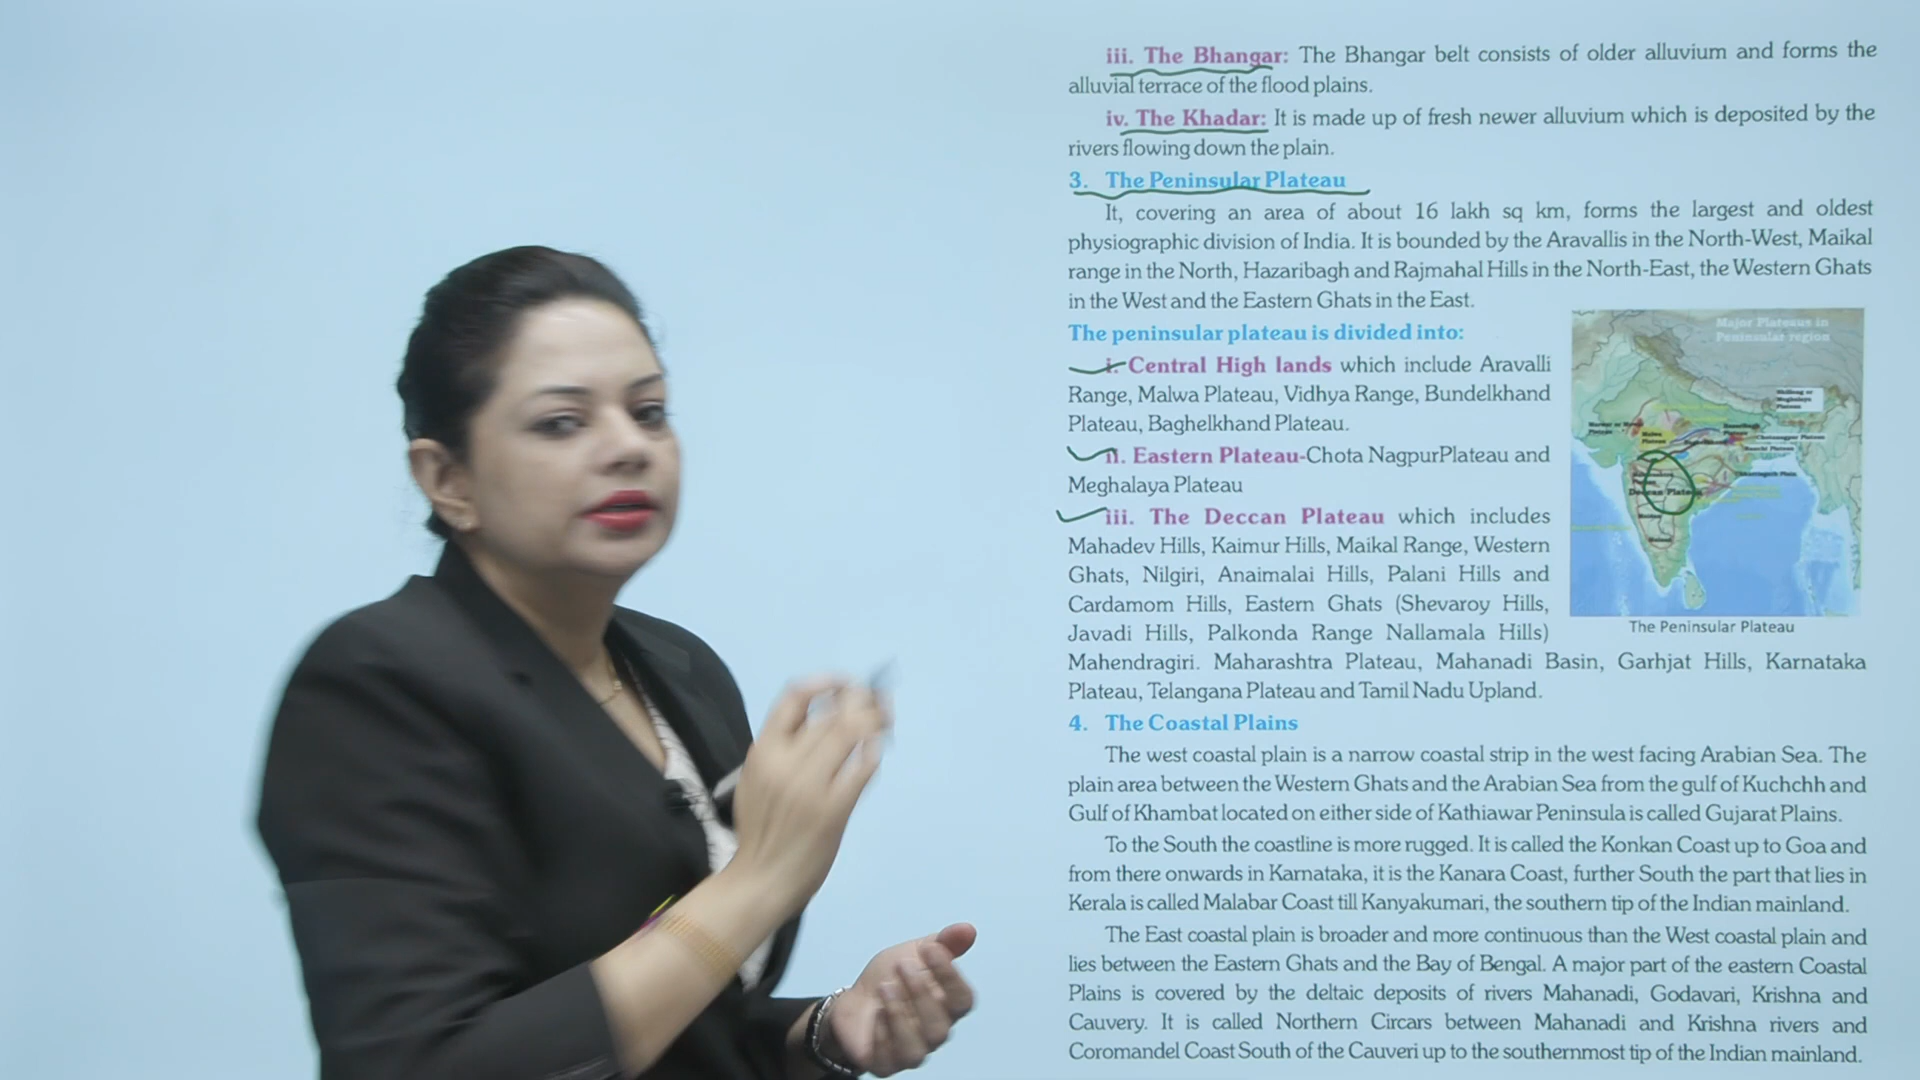 iii. The Bhangar: The Bhangar belt consists of older alluvium and forms the
alluvial terrace of the flood plains.
iv. The Khadar: It is made up of fresh newer alluvium which is deposited by the
rivers flowing down the plain.
3. The Peninsular Plateau
It, covering an area of about 16 lakh sq km, forms the largest and oldest
physiographic division of India. It is bounded by the Aravallis in the North-West, Maikal
range in the North, Hazaribagh and Rajmahal Hills in the North-East, the Western Ghats
in the West and the Eastern Ghats in the East.
The peninsular plateau is divided into:
i. Central High lands which include Aravalli
Range, Malwa Plateau, Vidhya Range, Bundelkhand
Plateau, Baghelkhand Plateau.
ii. Eastern Plateau-Chota NagpurPlateau and
Meghalaya Plateau
iii. The Deccan Plateau which includes
Mahadev Hills, Kaimur Hills, Maikal Range, Western
Ghats, Nilgiri, Anaimalai Hills, Palani Hills and
Cardamom Hills, Eastern Ghats (Shevaroy Hills,
Javadi Hills, Palkonda Range Nallamala Hills)
Mahendragiri. Maharashtra Plateau, Mahanadi Basin, Garhjat Hills, Karnataka
Plateau, Telangana Plateau and Tamil Nadu Upland.
Major Plateaus in
Peninsular region
Shillong or
Meghalaya
Plateau
Malwa
Plateau
Chotanagpur Plateau
Deccan Plateau
The Peninsular Plateau
4. The Coastal Plains
The west coastal plain is a narrow coastal strip in the west facing Arabian Sea. The
plain area between the Western Ghats and the Arabian Sea from the gulf of Kuchchh and
Gulf of Khambat located on either side of Kathiawar Peninsula is called Gujarat Plains.
To the South the coastline is more rugged. It is called the Konkan Coast up to Goa and
from there onwards in Karnataka, it is the Kanara Coast, further South the part that lies in
Kerala is called Malabar Coast till Kanyakumari, the southern tip of the Indian mainland.
The East coastal plain is broader and more continuous than the West coastal plain and
lies between the Eastern Ghats and the Bay of Bengal. A major part of the eastern Coastal
Plains is covered by the deltaic deposits of rivers Mahanadi, Godavari, Krishna and
Cauvery. It is called Northern Circars between Mahanadi and Krishna rivers and
Coromandel Coast South of the Cauveri up to the southernmost tip of the Indian mainland.